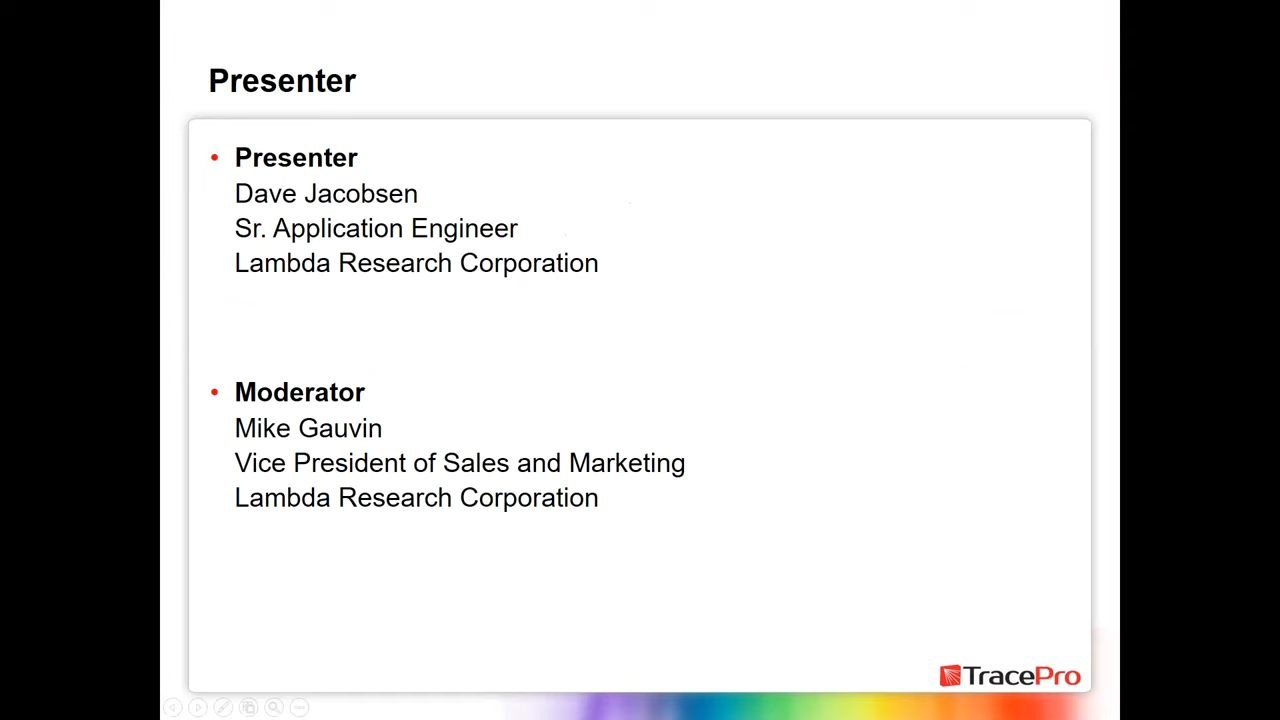 Presenter
• Presenter
Dave Jacobsen
Sr. Application Engineer
Lambda Research Corporation
• Moderator
Mike Gauvin
Vice President of Sales and Marketing
Lambda Research Corporation
TracePro